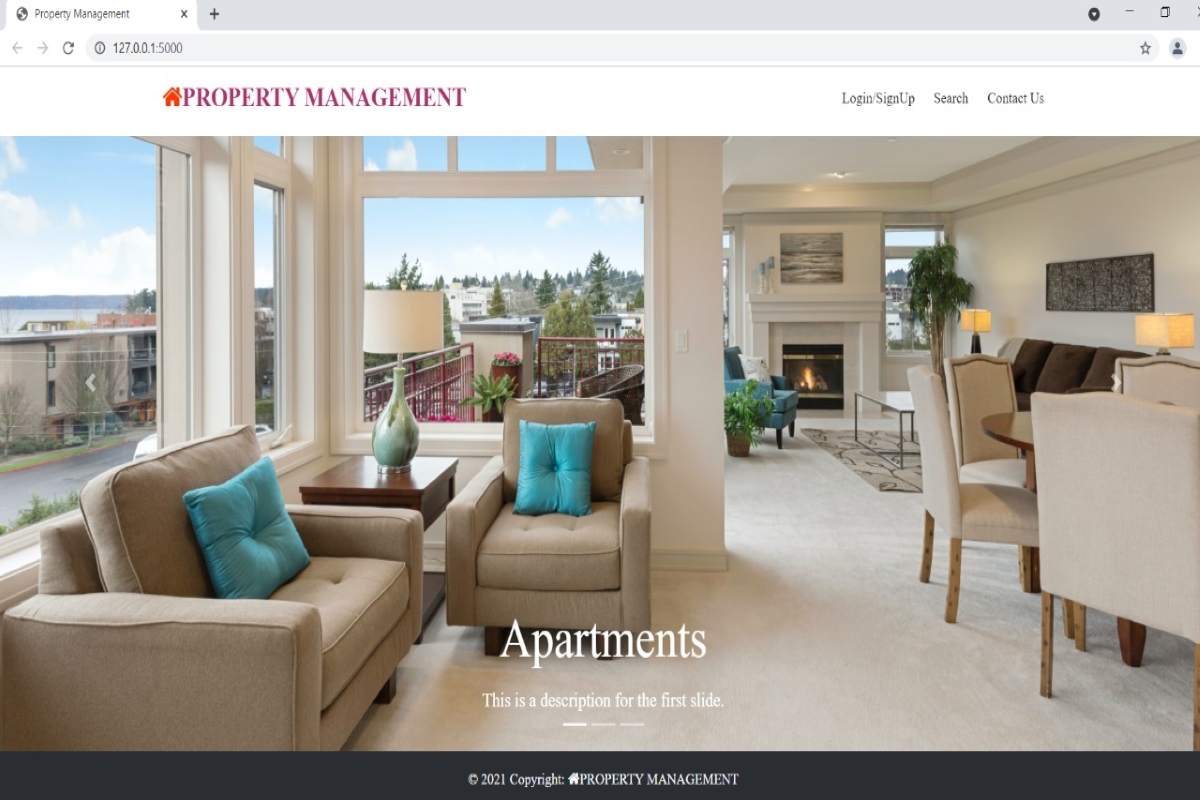 Property Management
127.0.0.1:5000
PROPERTY MANAGEMENT
Login/SignUp Search Contact Us
Apartments
This is a description for the first slide.
© 2021 Copyright: PROPERTY MANAGEMENT